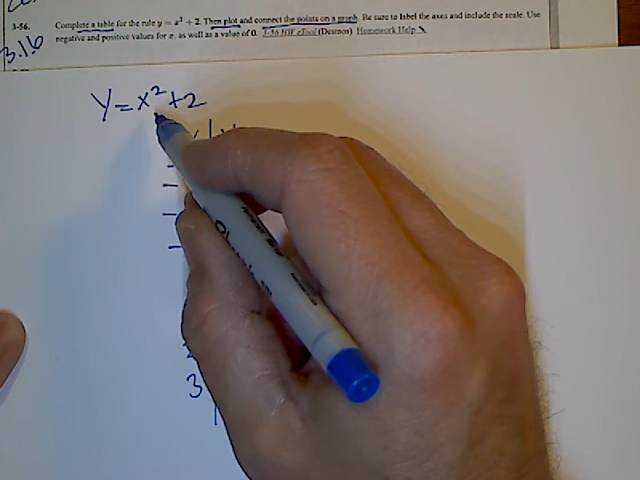 3-56. Complete a table for the rule y = x² + 2. Then plot and connect the points on a graph. Be sure to label the axes and include the scale. Use
3.16 negative and positive values for x, as well as a value of 0. 3-56 HW eTool (Desmos) Homework Help
y=x²+2
3